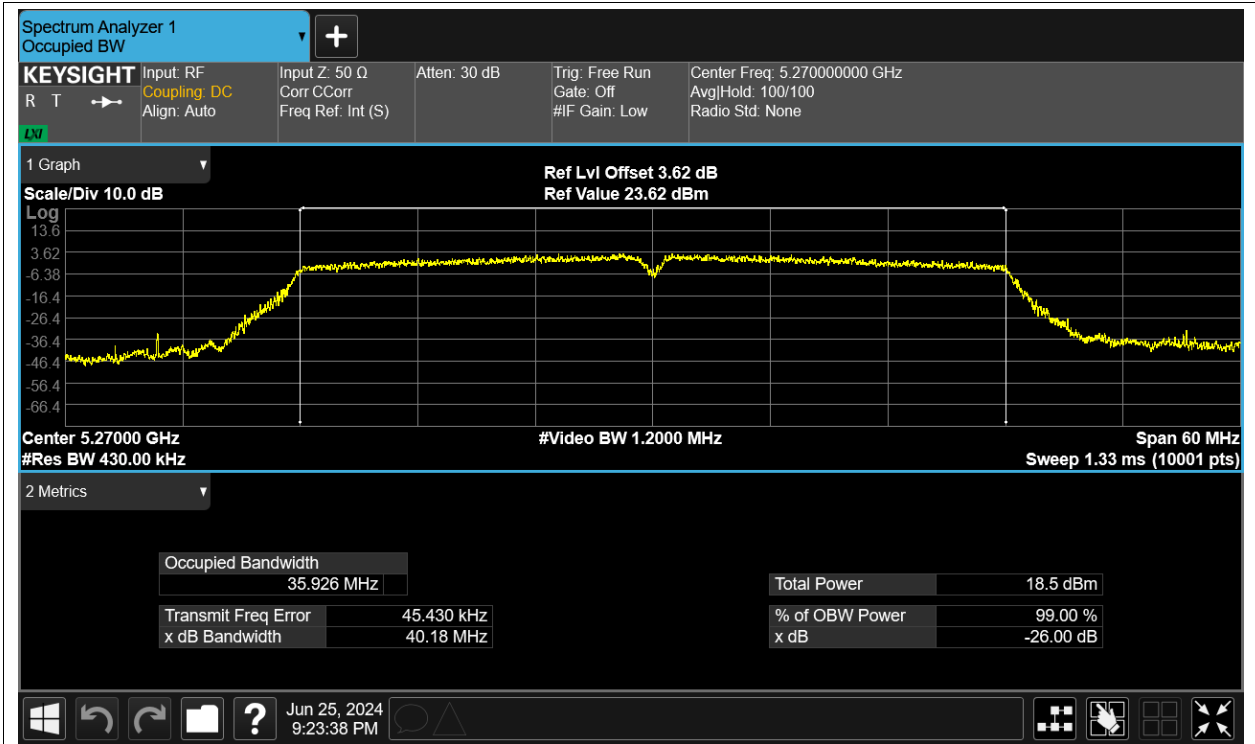 Spectrum Analyzer 1
Occupied BW
+
KEYSIGHT
R T
LXI
Input: RF
Coupling: DC
Align: Auto
Input Z: 50 Ω
Corr CCorr
Freq Ref: Int (S)
Atten: 30 dB
Trig: Free Run
Gate: Off
#IF Gain: Low
Center Freq: 5.270000000 GHz
Avg|Hold: 100/100
Radio Std: None
1 Graph
Scale/Div 10.0 dB
Ref Lvl Offset 3.62 dB
Ref Value 23.62 dBm
Log
13.6
3.62
-6.38
-16.4
-26.4
-36.4
-46.4
-56.4
-66.4
Center 5.27000 GHz
#Video BW 1.2000 MHz
Span 60 MHz
#Res BW 430.00 kHz
Sweep 1.33 ms (10001 pts)
2 Metrics
Occupied Bandwidth
35.926 MHz
Total Power 18.5 dBm
Transmit Freq Error 45.430 kHz
% of OBW Power 99.00 %
x dB Bandwidth 40.18 MHz
x dB -26.00 dB
?
Jun 25, 2024
9:23:38 PM